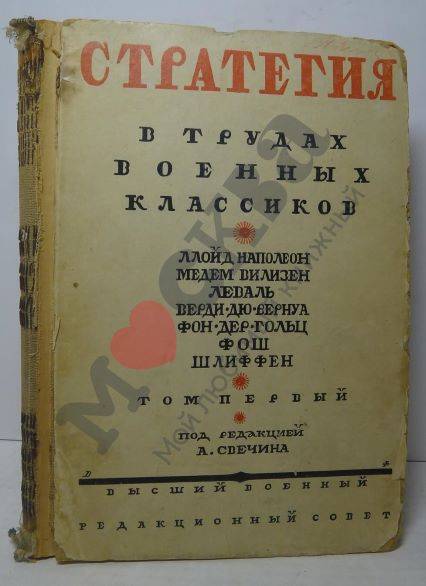 СТРАТЕГИЯ
В ТРУДАХ
ВОЕННЫХ
КЛАССИКОВ
ЛЛОЙД НАПОЛЕОН
МЕДЕМ ВИЛИЗЕН
ЛЕВАЛЬ
ВЕРДИ-ДЮ-ВЕРНУА
ФОН-ДЕР-ГОЛЬЦ
ФОШ
ШЛИФФЕН
ТОМ ПЕРВЫЙ
ПОД РЕДАКЦИЕЙ
А. СВЕЧИНА
ВЫСШИЙ ВОЕННЫЙ
РЕДАКЦИОННЫЙ СОВЕТ
МОСКВА
Мой любимый книжный